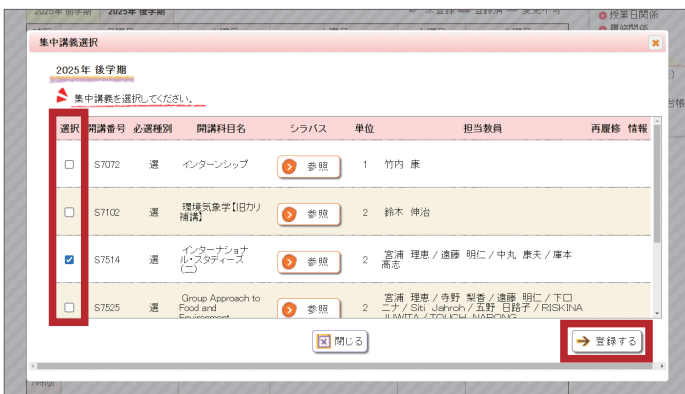 2025年 前学期 2025年 後学期
授業日関係
集中講義選択
2025年 後学期
集中講義を選択してください。
選択 開講番号 必選種別 開講科目名 シラバス 単位 担当教員 再履修 情報
S7072 選 インターンシップ 参照 1 竹内 康
S7102 選 環境気象学【旧カリ
補講】 参照 2 鈴木 伸治
S7514 選 インターナショナ
ル・スタディーズ
(二) 参照 2 宮浦 理恵 / 遠藤 明仁 / 中丸 康夫 / 廣本
高志
S7525 選 Group Approach to
Food and
Environment 参照 2 宮浦 理恵 / 寺野 梨香 / 遠藤 明仁 / 下口
ニナ / Siti Jahroh / 五野 日路子 / RISKINA
JUWITA / TOUCH NARONG
閉じる
登録する